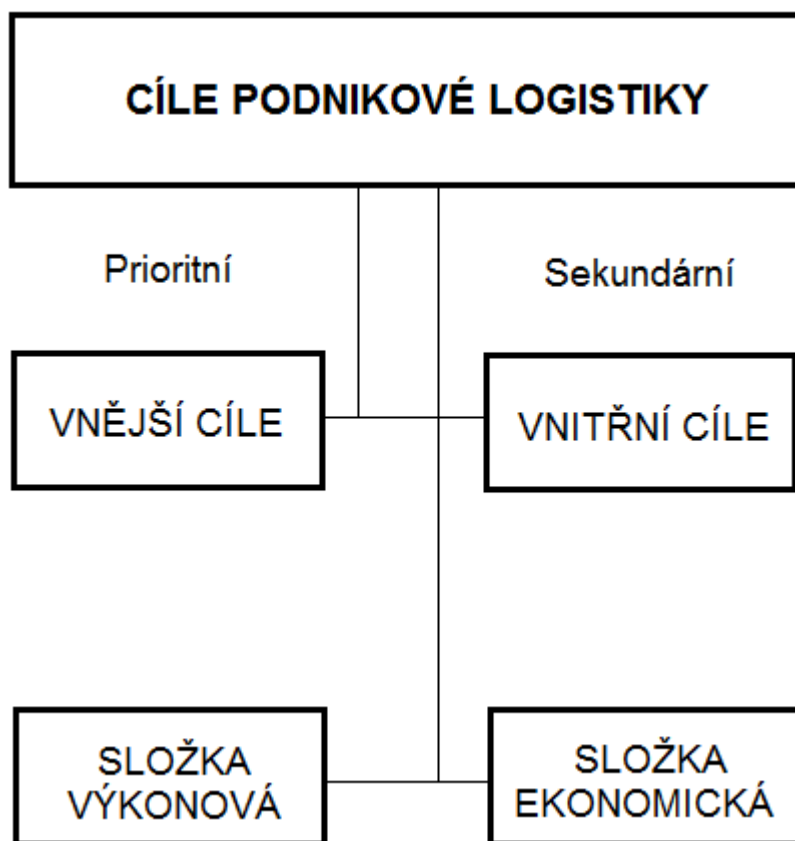 CÍLE PODNIKOVÉ LOGISTIKY
Prioritní
Sekundární
VNĚJŠÍ CÍLE
VNITŘNÍ CÍLE
SLOŽKA
VÝKONOVÁ
SLOŽKA
EKONOMICKÁ